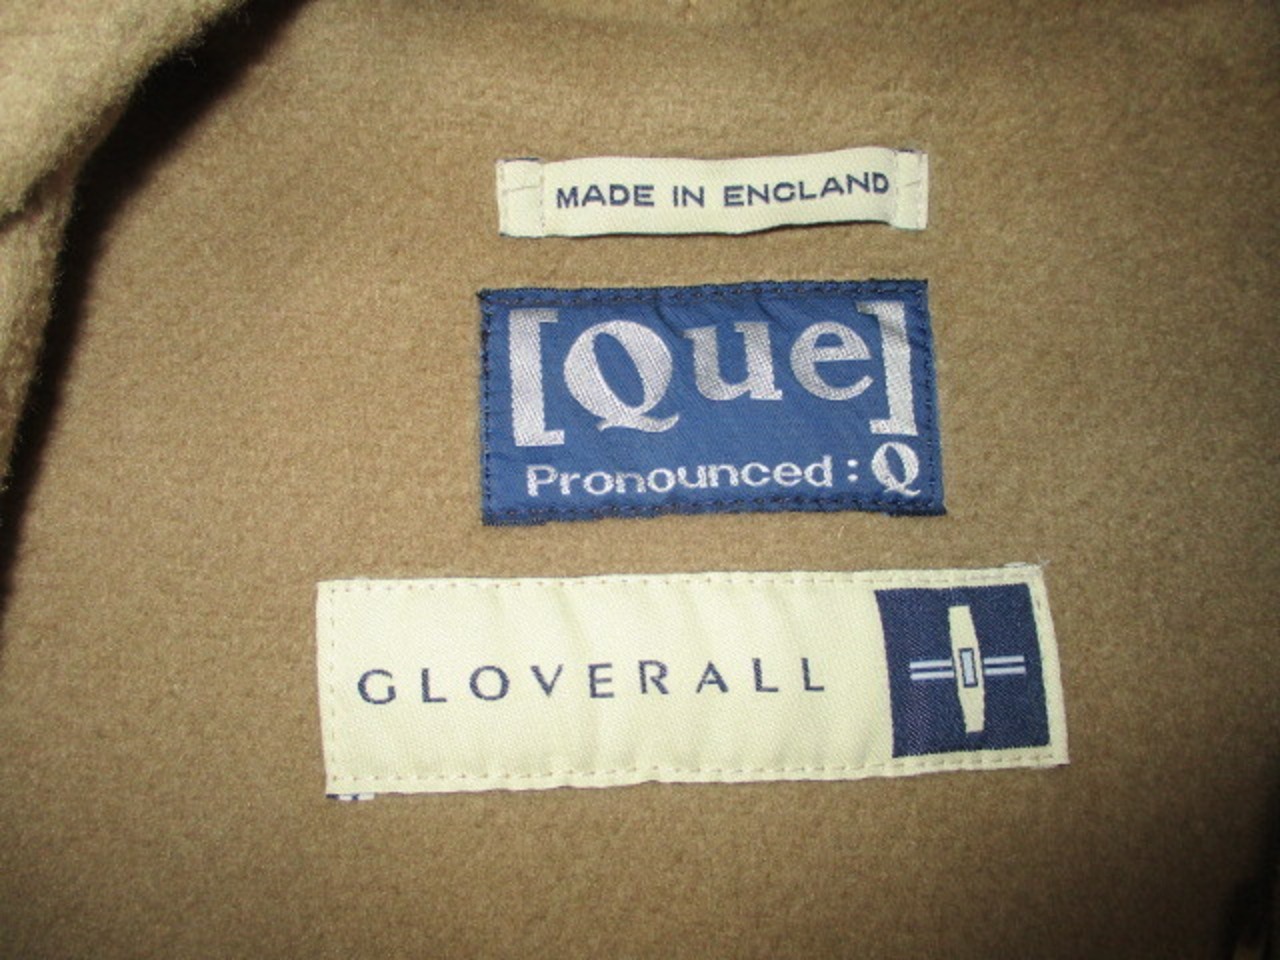 MADE IN ENGLAND
[Que]
Pronounced : Q
GLOVERALL